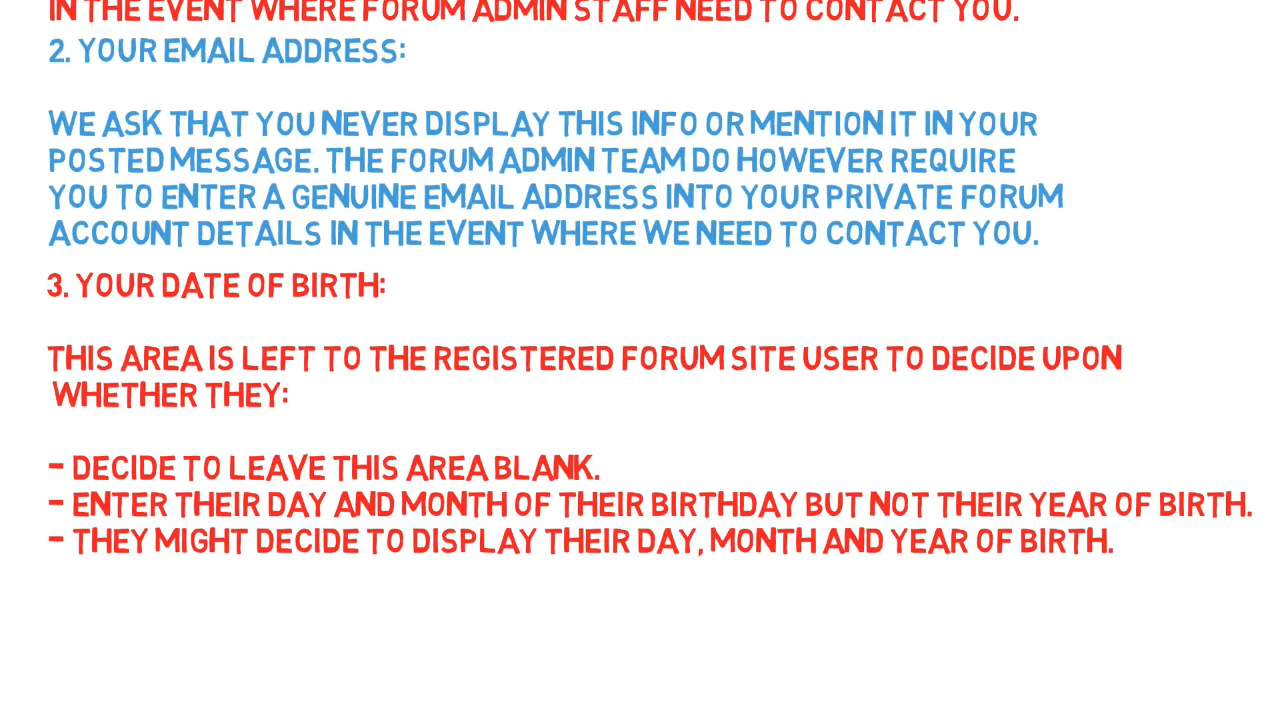 IN THE EVENT WHERE FORUM ADMIN STAFF NEED TO CONTACT YOU.
2. YOUR EMAIL ADDRESS:
WE ASK THAT YOU NEVER DISPLAY THIS INFO OR MENTION IT IN YOUR
POSTED MESSAGE. THE FORUM ADMIN TEAM DO HOWEVER REQUIRE
YOU TO ENTER A GENUINE EMAIL ADDRESS INTO YOUR PRIVATE FORUM
ACCOUNT DETAILS IN THE EVENT WHERE WE NEED TO CONTACT YOU.
3. YOUR DATE OF BIRTH:
THIS AREA IS LEFT TO THE REGISTERED FORUM SITE USER TO DECIDE UPON
WHETHER THEY:
- DECIDE TO LEAVE THIS AREA BLANK.
- ENTER THEIR DAY AND MONTH OF THEIR BIRTHDAY BUT NOT THEIR YEAR OF BIRTH.
- THEY MIGHT DECIDE TO DISPLAY THEIR DAY, MONTH AND YEAR OF BIRTH.